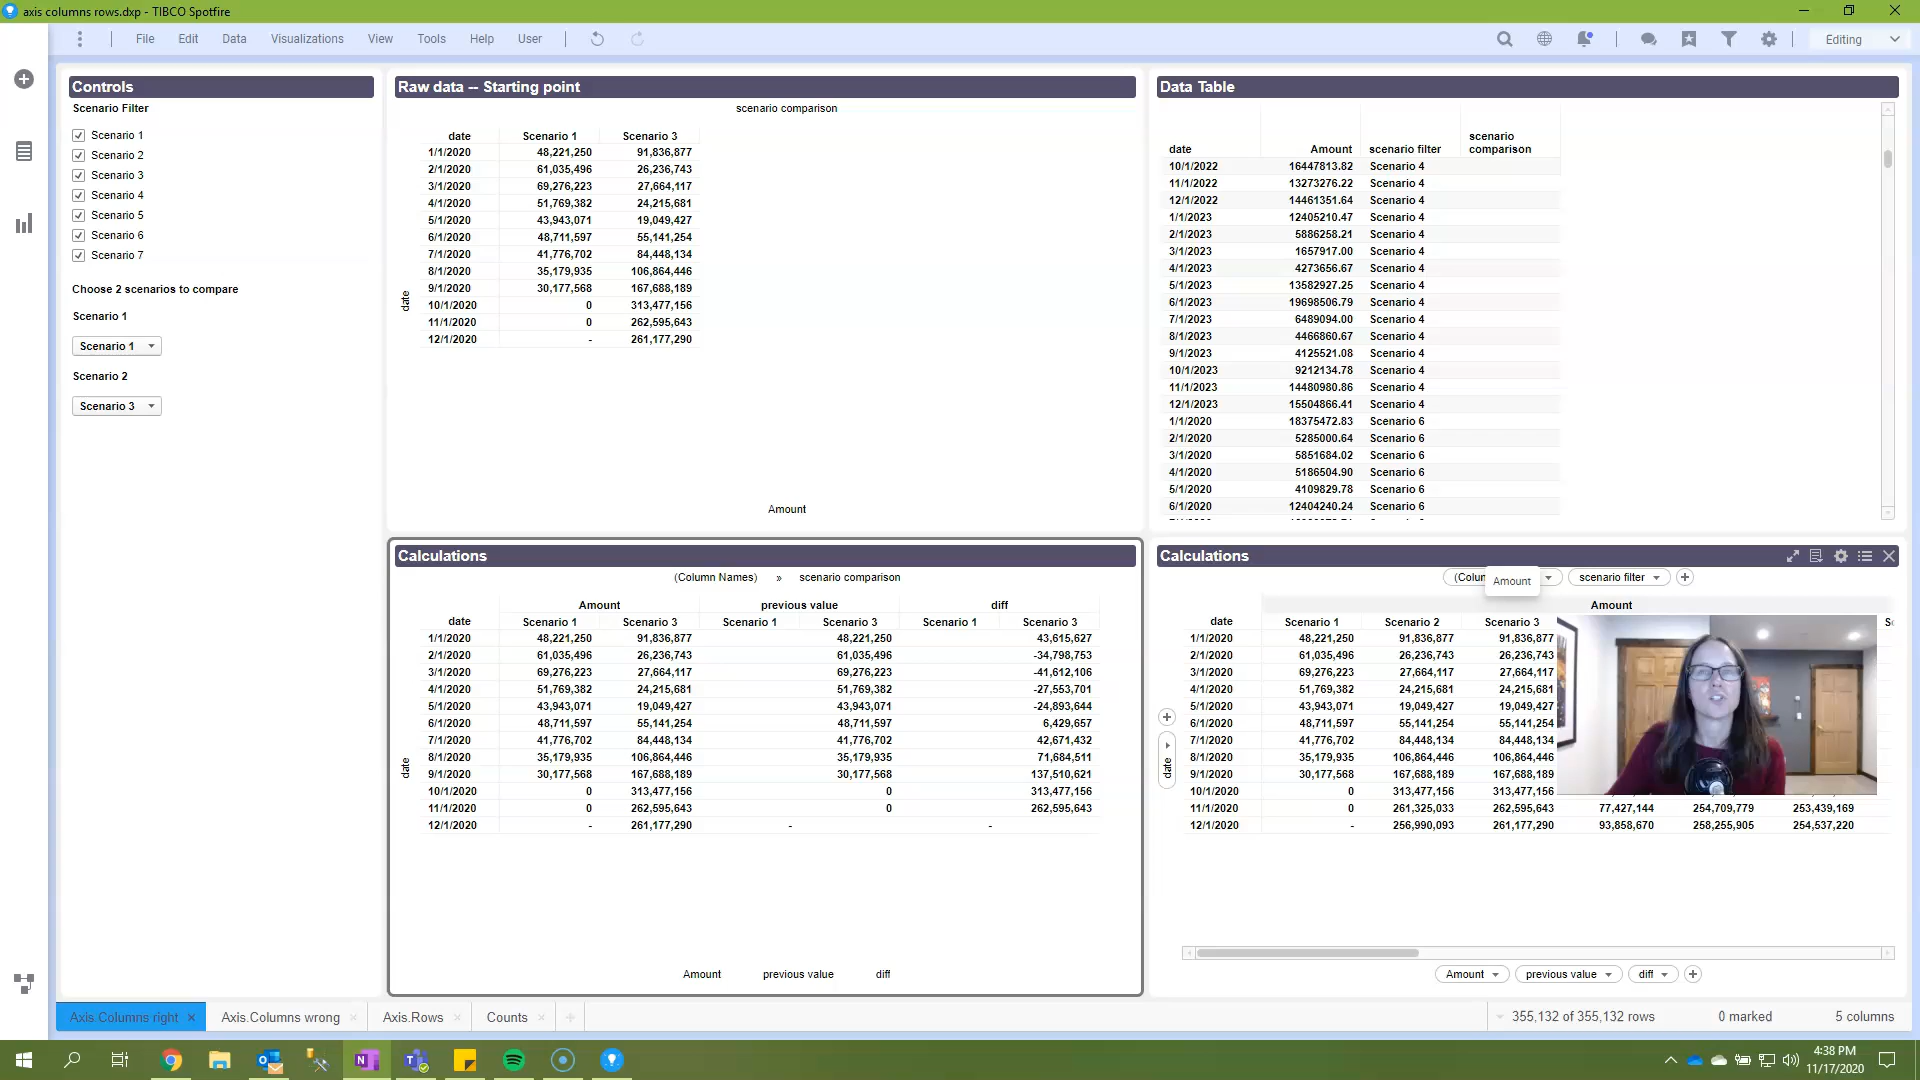 axis columns rows.dxp - TIBCO Spotfire
File Edit Data Visualizations View Tools Help User Editing
Controls
Scenario Filter
Scenario 1
Scenario 2
Scenario 3
Scenario 4
Scenario 5
Scenario 6
Scenario 7
Choose 2 scenarios to compare
Scenario 1
Scenario 1
Scenario 2
Scenario 3
Raw data -- Starting point
scenario comparison
date Scenario 1 Scenario 3
1/1/2020 48,221,250 91,836,877
2/1/2020 61,035,496 26,236,743
3/1/2020 69,276,223 27,664,117
4/1/2020 51,769,382 24,215,681
5/1/2020 43,943,071 19,049,427
6/1/2020 48,711,597 55,141,254
7/1/2020 41,776,702 84,448,134
8/1/2020 35,179,935 106,864,446
9/1/2020 30,177,568 167,688,189
10/1/2020 0 313,477,156
11/1/2020 0 262,595,643
12/1/2020 - 261,177,290
date
Amount
Data Table
date Amount scenario filter scenario comparison
10/1/2022 16447813.82 Scenario 4
11/1/2022 13273276.22 Scenario 4
12/1/2022 14461351.64 Scenario 4
1/1/2023 12405210.47 Scenario 4
2/1/2023 5886258.21 Scenario 4
3/1/2023 1657917.00 Scenario 4
4/1/2023 4273656.67 Scenario 4
5/1/2023 13582927.25 Scenario 4
6/1/2023 19698506.79 Scenario 4
7/1/2023 6489094.00 Scenario 4
8/1/2023 4466860.67 Scenario 4
9/1/2023 4125521.08 Scenario 4
10/1/2023 9212134.78 Scenario 4
11/1/2023 14480980.86 Scenario 4
12/1/2023 15504866.41 Scenario 4
1/1/2020 18375472.83 Scenario 6
2/1/2020 5285000.64 Scenario 6
3/1/2020 5851684.02 Scenario 6
4/1/2020 5186504.90 Scenario 6
5/1/2020 4109829.78 Scenario 6
6/1/2020 12404240.24 Scenario 6
Calculations
(Column Names) » scenario comparison
Amount previous value diff
date Scenario 1 Scenario 3 Scenario 1 Scenario 3 Scenario 1 Scenario 3
1/1/2020 48,221,250 91,836,877 48,221,250 43,615,627
2/1/2020 61,035,496 26,236,743 61,035,496 -34,798,753
3/1/2020 69,276,223 27,664,117 69,276,223 -41,612,106
4/1/2020 51,769,382 24,215,681 51,769,382 -27,553,701
5/1/2020 43,943,071 19,049,427 43,943,071 -24,893,644
6/1/2020 48,711,597 55,141,254 48,711,597 6,429,657
7/1/2020 41,776,702 84,448,134 41,776,702 42,671,432
8/1/2020 35,179,935 106,864,446 35,179,935 71,684,511
9/1/2020 30,177,568 167,688,189 30,177,568 137,510,621
10/1/2020 0 313,477,156 0 313,477,156
11/1/2020 0 262,595,643 0 262,595,643
12/1/2020 - 261,177,290 - -
date
Amount previous value diff
Calculations
(Colum Amount scenario filter
Amount
date Scenario 1 Scenario 2 Scenario 3 Sc
1/1/2020 48,221,250 91,836,877 91,836,877
2/1/2020 61,035,496 26,236,743 26,236,743
3/1/2020 69,276,223 27,664,117 27,664,117
4/1/2020 51,769,382 24,215,681 24,215,681
5/1/2020 43,943,071 19,049,427 19,049,427
6/1/2020 48,711,597 55,141,254 55,141,254
7/1/2020 41,776,702 84,448,134 84,448,134
8/1/2020 35,179,935 106,864,446 106,864,446
9/1/2020 30,177,568 167,688,189 167,688,189
10/1/2020 0 313,477,156 313,477,156
11/1/2020 0 261,325,033 262,595,643 77,427,144 254,709,779 253,439,169
12/1/2020 - 256,990,093 261,177,290 93,858,670 258,255,905 254,537,220
date
Amount previous value diff
Axis.Columns right Axis.Columns wrong Axis.Rows Counts
355,132 of 355,132 rows 0 marked 5 columns
4:38 PM
11/17/2020